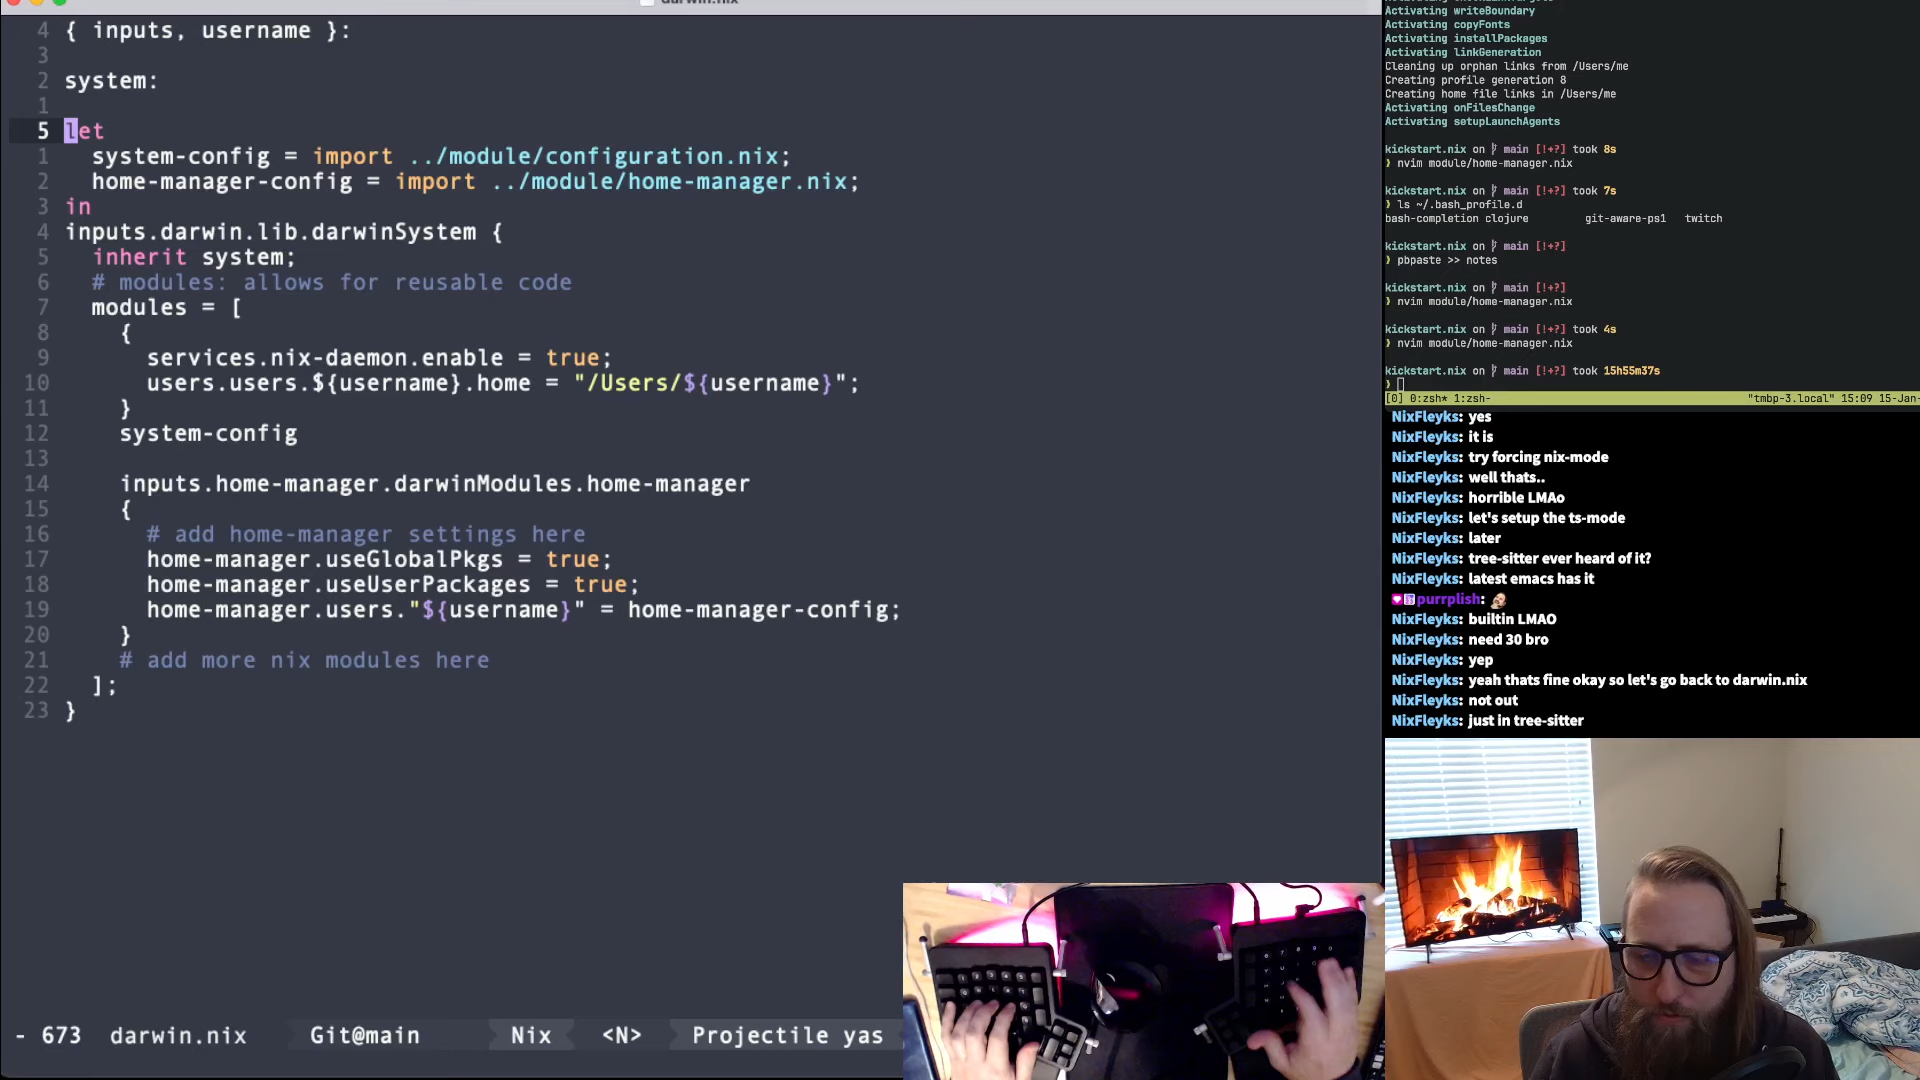 darwin.nix
4 { inputs, username }:
3
2 system:
1
5 let
1 system-config = import ../module/configuration.nix;
2 home-manager-config = import ../module/home-manager.nix;
3 in
4 inputs.darwin.lib.darwinSystem {
5 inherit system;
6 # modules: allows for reusable code
7 modules = [
8 {
9 services.nix-daemon.enable = true;
10 users.users.${username}.home = "/Users/${username}";
11 }
12 system-config
13
14 inputs.home-manager.darwinModules.home-manager
15 {
16 # add home-manager settings here
17 home-manager.useGlobalPkgs = true;
18 home-manager.useUserPackages = true;
19 home-manager.users."${username}" = home-manager-config;
20 }
21 # add more nix modules here
22 ];
23 }
- 673 darwin.nix Git@main Nix <N> Projectile yas
Activating writeBoundary
Activating copyFonts
Activating installPackages
Activating linkGeneration
Cleaning up orphan links from /Users/me
Creating profile generation 8
Creating home file links in /Users/me
Activating onFilesChange
Activating setupLaunchAgents
kickstart.nix on main [!+?] took 8s
❯ nvim module/home-manager.nix
kickstart.nix on main [!+?] took 7s
❯ ls ~/.bash_profile.d
bash-completion clojure git-aware-ps1 twitch
kickstart.nix on main [!+?]
❯ pbpaste >> notes
kickstart.nix on main [!+?]
❯ nvim module/home-manager.nix
kickstart.nix on main [!+?] took 4s
❯ nvim module/home-manager.nix
kickstart.nix on main [!+?] took 15h55m37s
❯
[0] 0:zsh* 1:zsh- "tmbp-3.local" 15:09 15-Jan-
NixFleyks: yes
NixFleyks: it is
NixFleyks: try forcing nix-mode
NixFleyks: well thats..
NixFleyks: horrible LMAo
NixFleyks: let's setup the ts-mode
NixFleyks: later
NixFleyks: tree-sitter ever heard of it?
NixFleyks: latest emacs has it
purrplish:
NixFleyks: builtin LMAO
NixFleyks: need 30 bro
NixFleyks: yep
NixFleyks: yeah thats fine okay so let's go back to darwin.nix
NixFleyks: not out
NixFleyks: just in tree-sitter